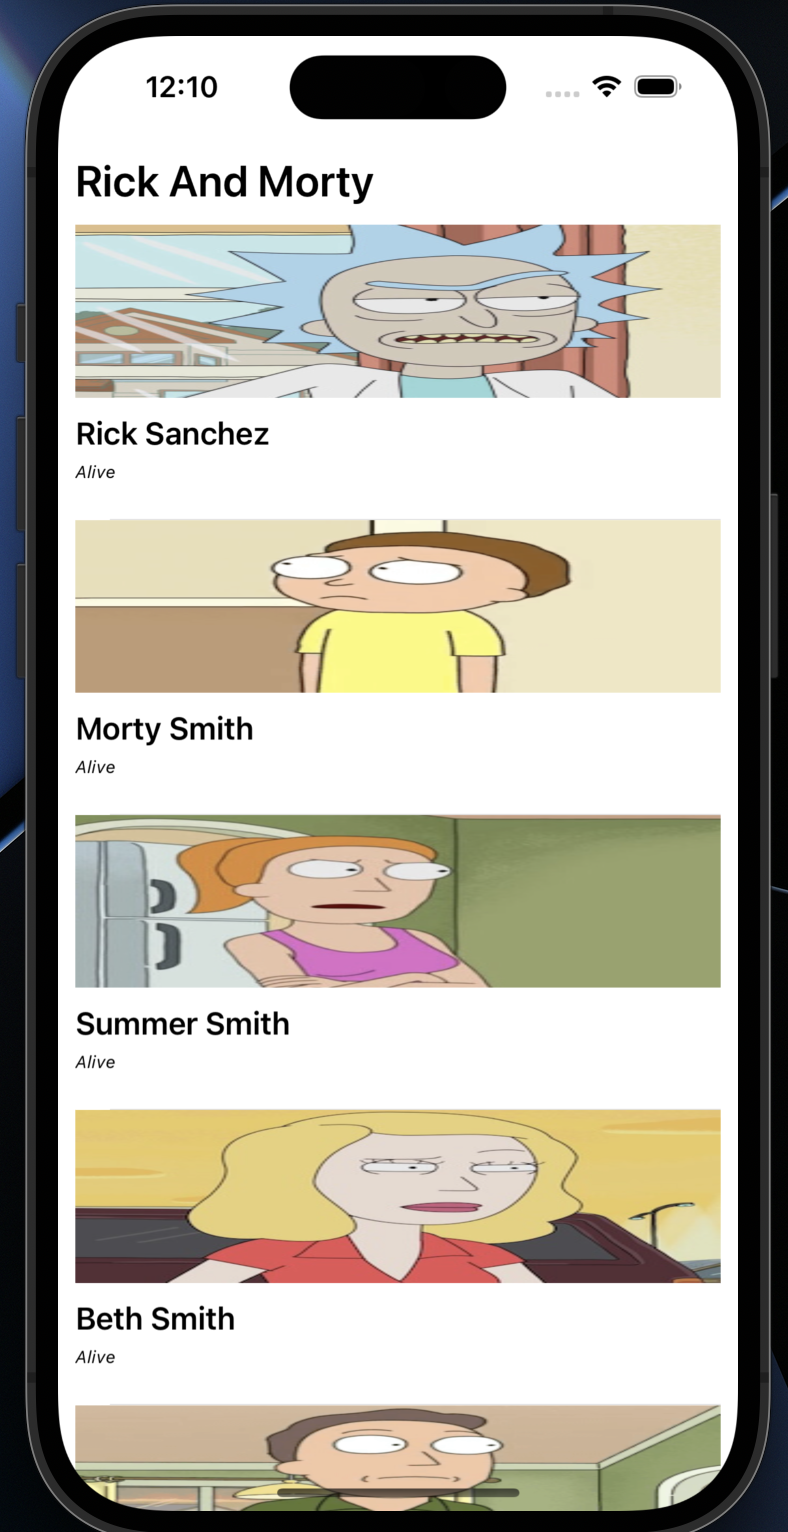 12:10
Rick And Morty
Rick Sanchez
Alive
Morty Smith
Alive
Summer Smith
Alive
Beth Smith
Alive